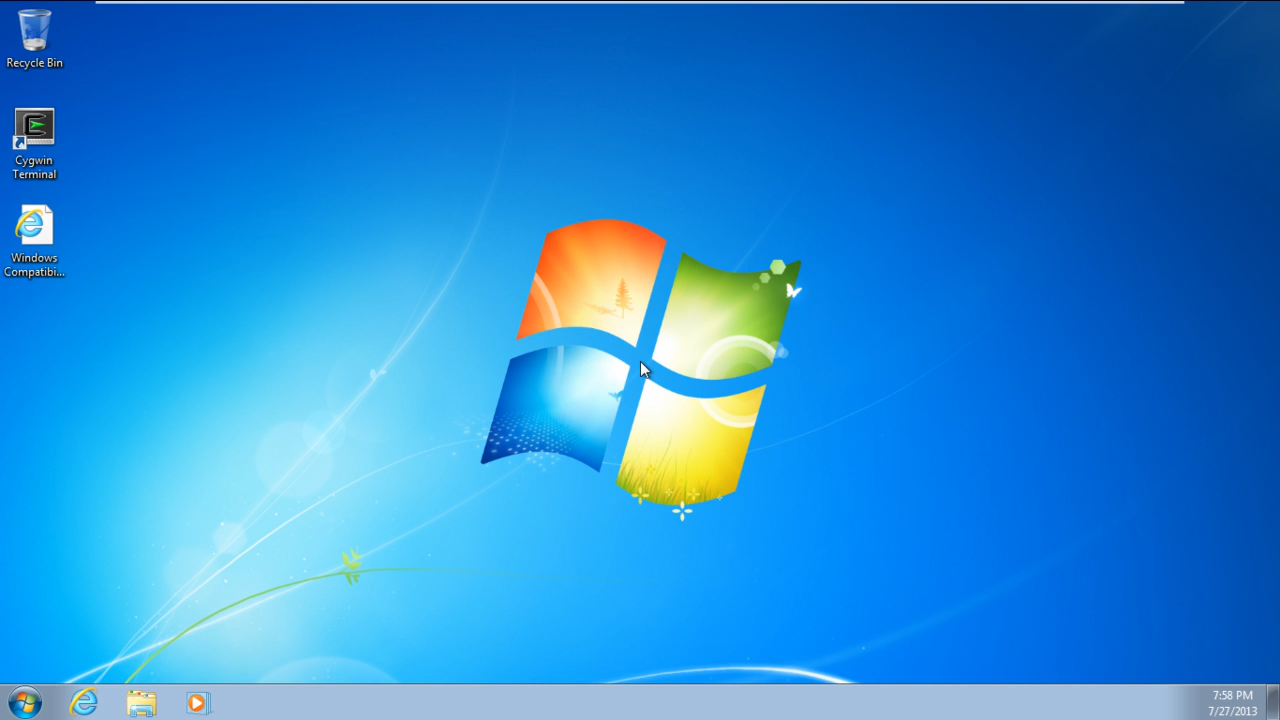 Recycle Bin
Cygwin
Terminal
Windows
Compatibi...
7:58 PM
7/27/2013